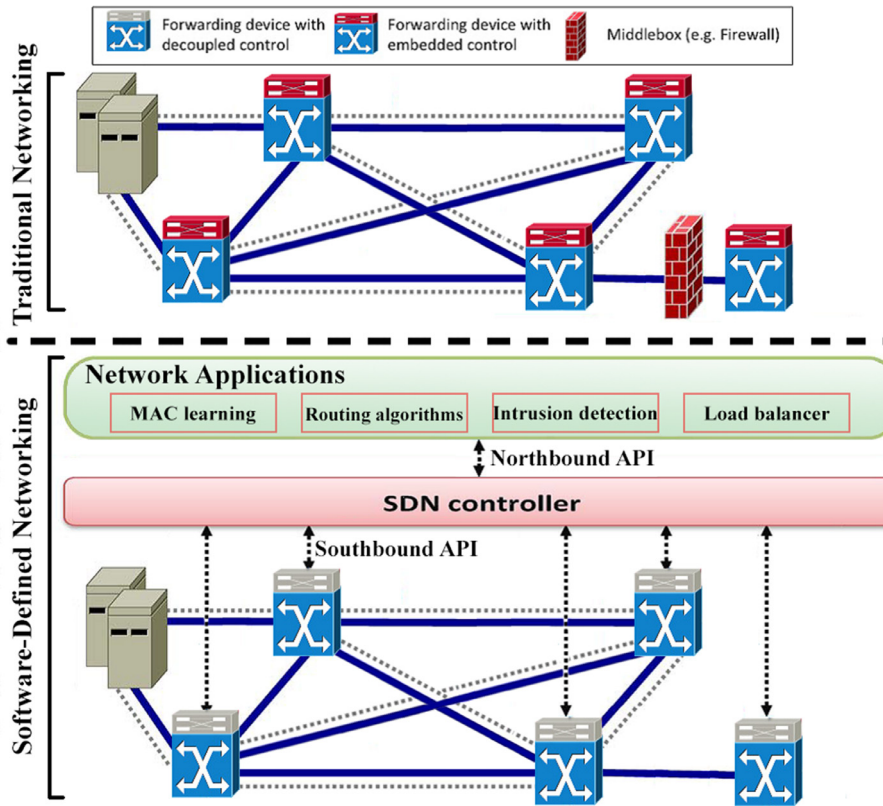 Forwarding device with
decoupled control
Forwarding device with
embedded control
Middlebox (e.g. Firewall)
Traditional Networking
Software-Defined Networking
Network Applications
MAC learning
Routing algorithms
Intrusion detection
Load balancer
Northbound API
SDN controller
Southbound API